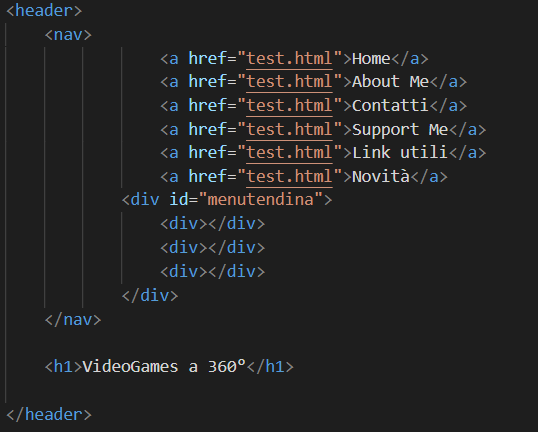 <header>
<nav>
<a href="test.html">Home</a>
<a href="test.html">About Me</a>
<a href="test.html">Contatti</a>
<a href="test.html">Support Me</a>
<a href="test.html">Link utili</a>
<a href="test.html">Novità</a>
<div id="menutendina">
<div></div>
<div></div>
<div></div>
</div>
</nav>
<h1>VideoGames a 360°</h1>
</header>